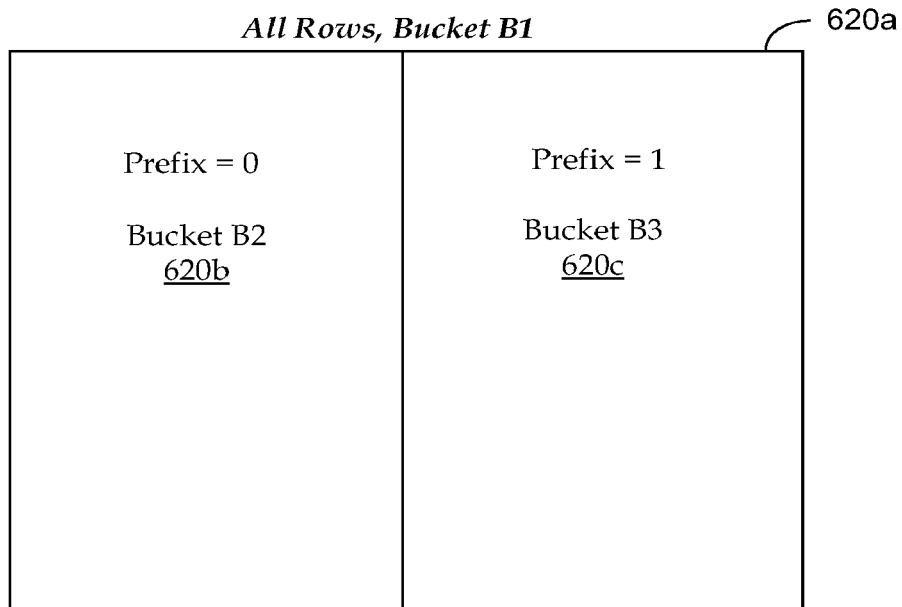 All Rows, Bucket B1
620a
Prefix = 0
Bucket B2
620b
Prefix = 1
Bucket B3
620c